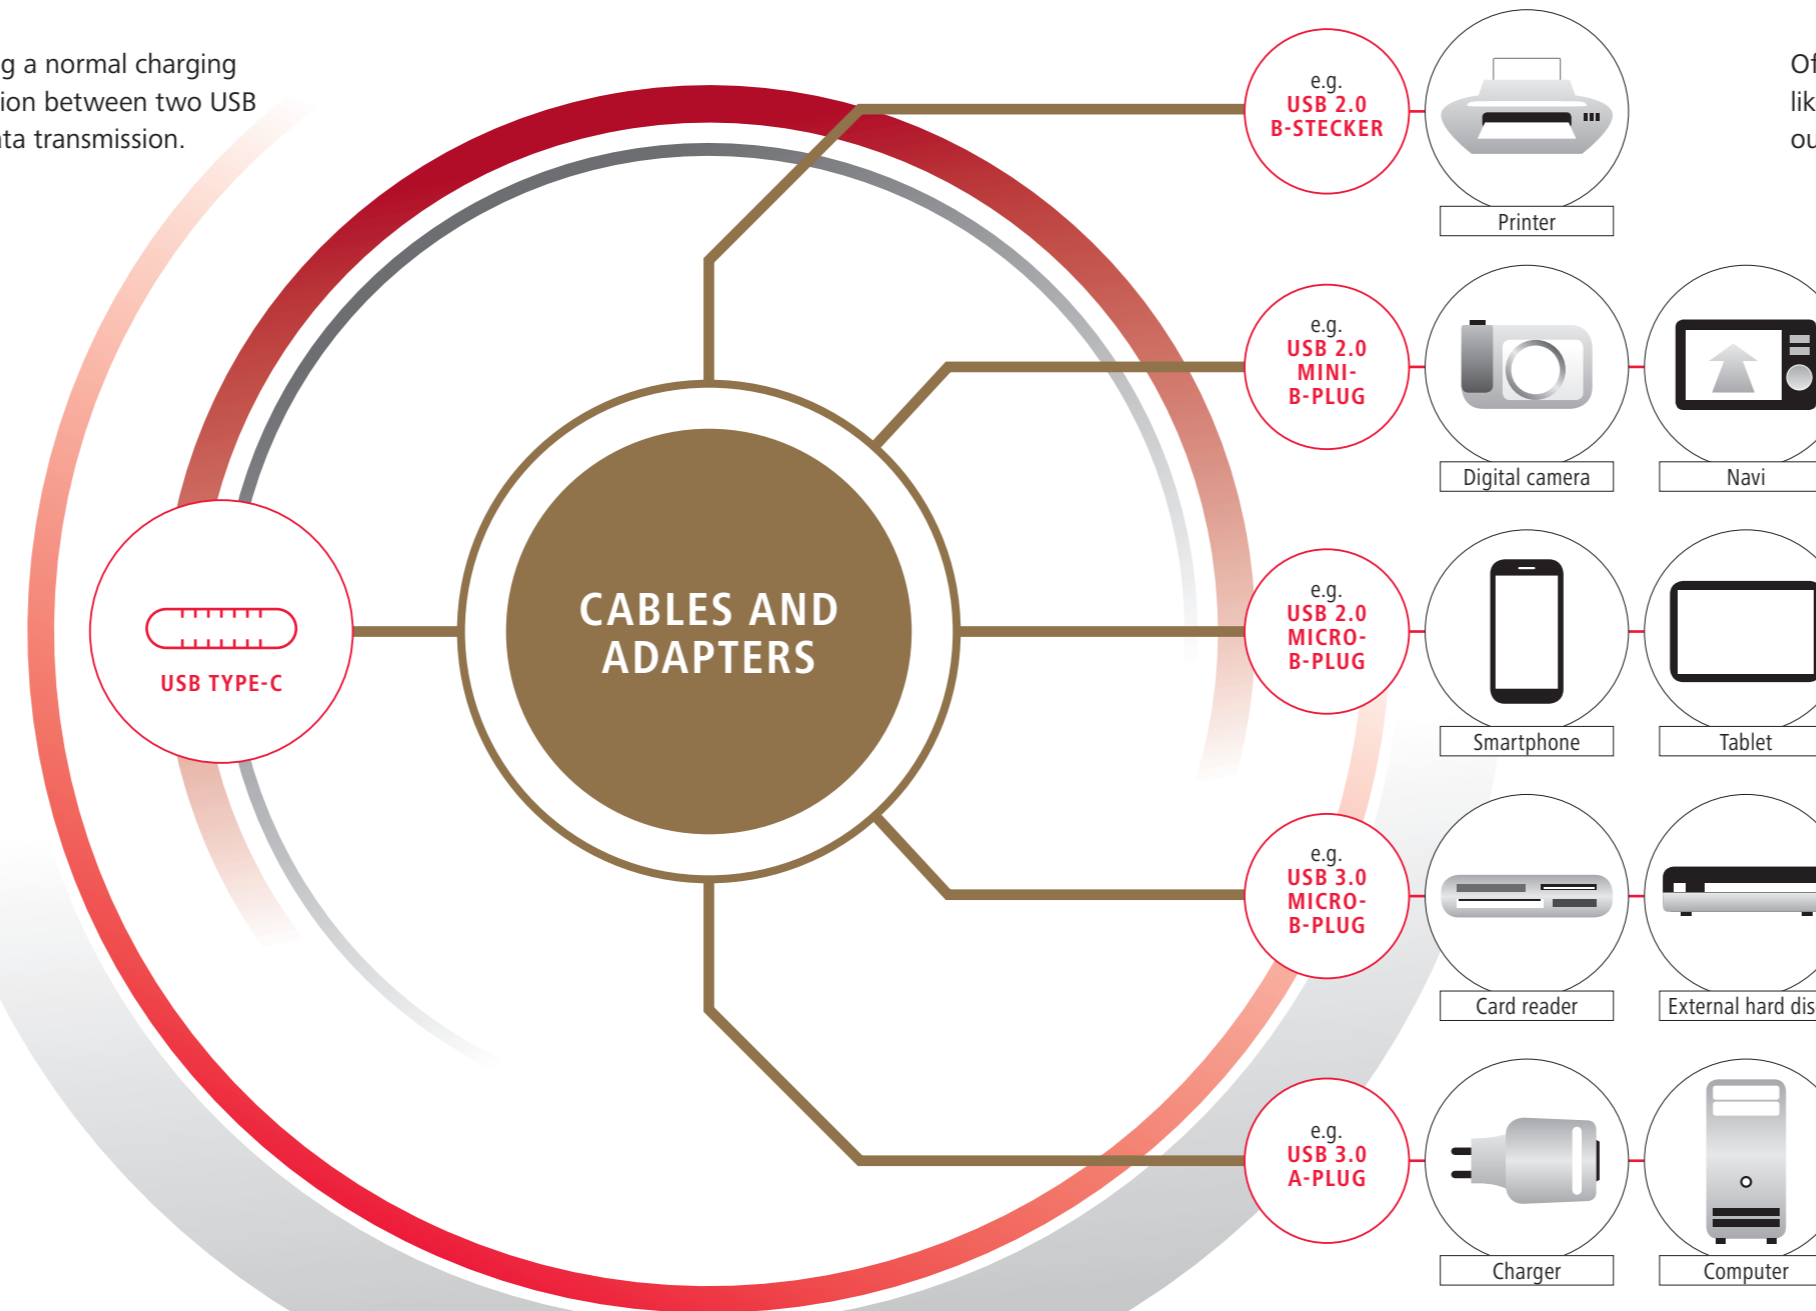 g a normal charging
ion between two USB
ata transmission.
e.g.
USB 2.0
B-STECKER
Printer
Of
lik
ou
e.g.
USB 2.0
MINI-
B-PLUG
Digital camera
Navi
CABLES AND
ADAPTERS
USB TYPE-C
e.g.
USB 2.0
MICRO-
B-PLUG
Smartphone
Tablet
e.g.
USB 3.0
MICRO-
B-PLUG
Card reader
External hard dis
e.g.
USB 3.0
A-PLUG
Charger
Computer